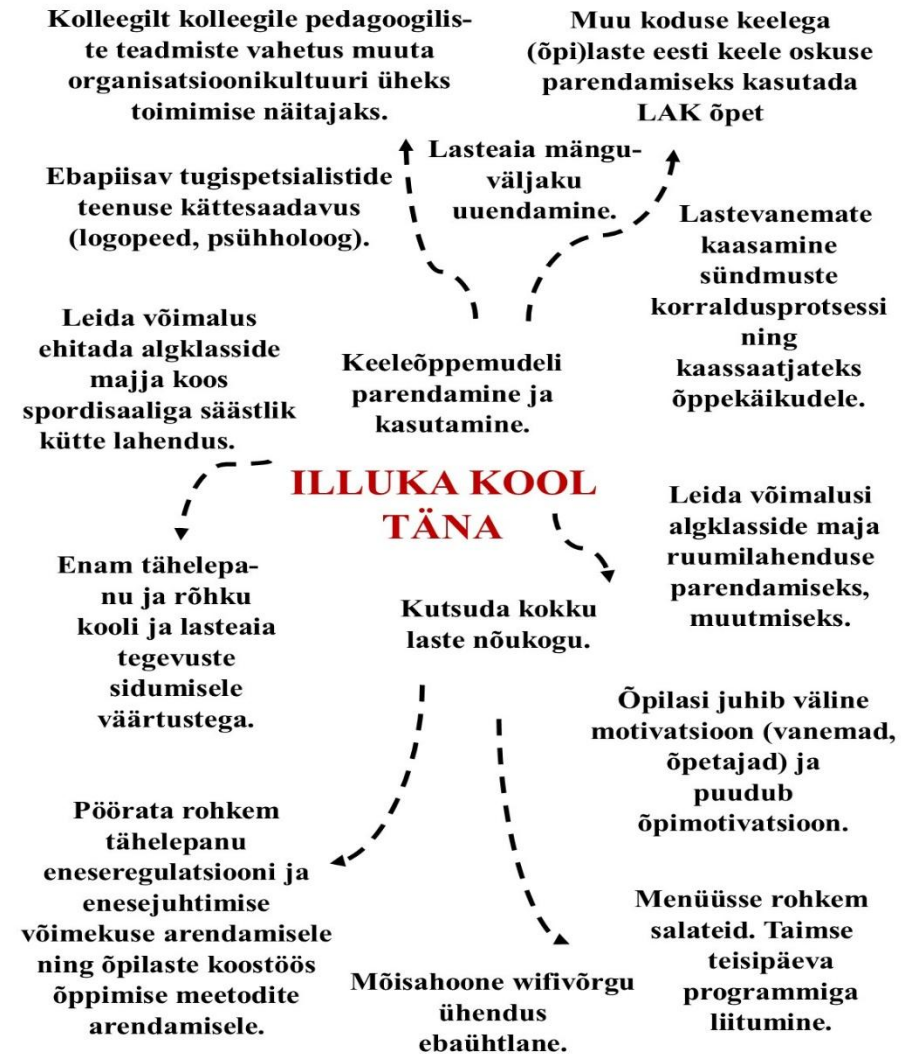 Kolleegilt kolleegile pedagoogilis-
te teadmiste vahetus muuta
organisatsioonikultuuri üheks
toimimise näitajaks.
Muu koduse keelega
(õpi)laste eesti keele oskuse
parendamiseks kasutada
LAK õpet
Lasteaia mängu-
väljaku
uuendamine.
Ebapiisav tugispetsialistide
teenuse kättesaadavus
(logopeed, psühholoog).
Lastevanemate
kaasamine
sündmuste
korraldusprotsessi
ning
kaassaatjateks
õppekäikudele.
Leida võimalus
ehitada algklasside
majja koos
spordisaaliga säästlik
kütte lahendus.
Keeleõppemudeli
parendamine ja
kasutamine.
ILLUKA KOOL
TÄNA
Leida võimalusi
algklasside maja
ruumilahenduse
parendamiseks,
muutmiseks.
Enam tähelepa-
nu ja rõhku
kooli ja lasteaia
tegevuste
sidumisele
väärtustega.
Kutsuda kokku
laste nõukogu.
Õpilasi juhib väline
motivatsioon (vanemad,
õpetajad) ja
puudub
õpimotivatsioon.
Pöörata rohkem
tähelepanu
eneseregulatsiooni ja
enesejuhtimise
võimekuse arendamisele
ning õpilaste koostöös
õppimise meetodite
arendamisele.
Mõisahoone wifivõrgu
ühendus
ebaühtlane.
Menüüsse rohkem
salateid. Taimse
teisipäeva
programmiga
liitumine.